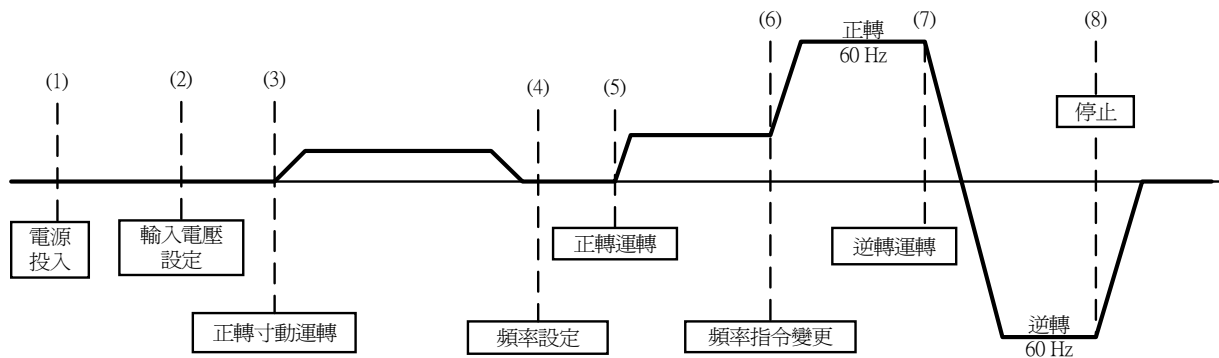 (1)
(2)
(3)
(4)
(5)
(6)
(7)
(8)
正轉
60 Hz
停止
電源
投入
輸入電壓
設定
正轉運轉
逆轉運轉
正轉寸動運轉
頻率設定
頻率指令變更
逆轉
60 Hz